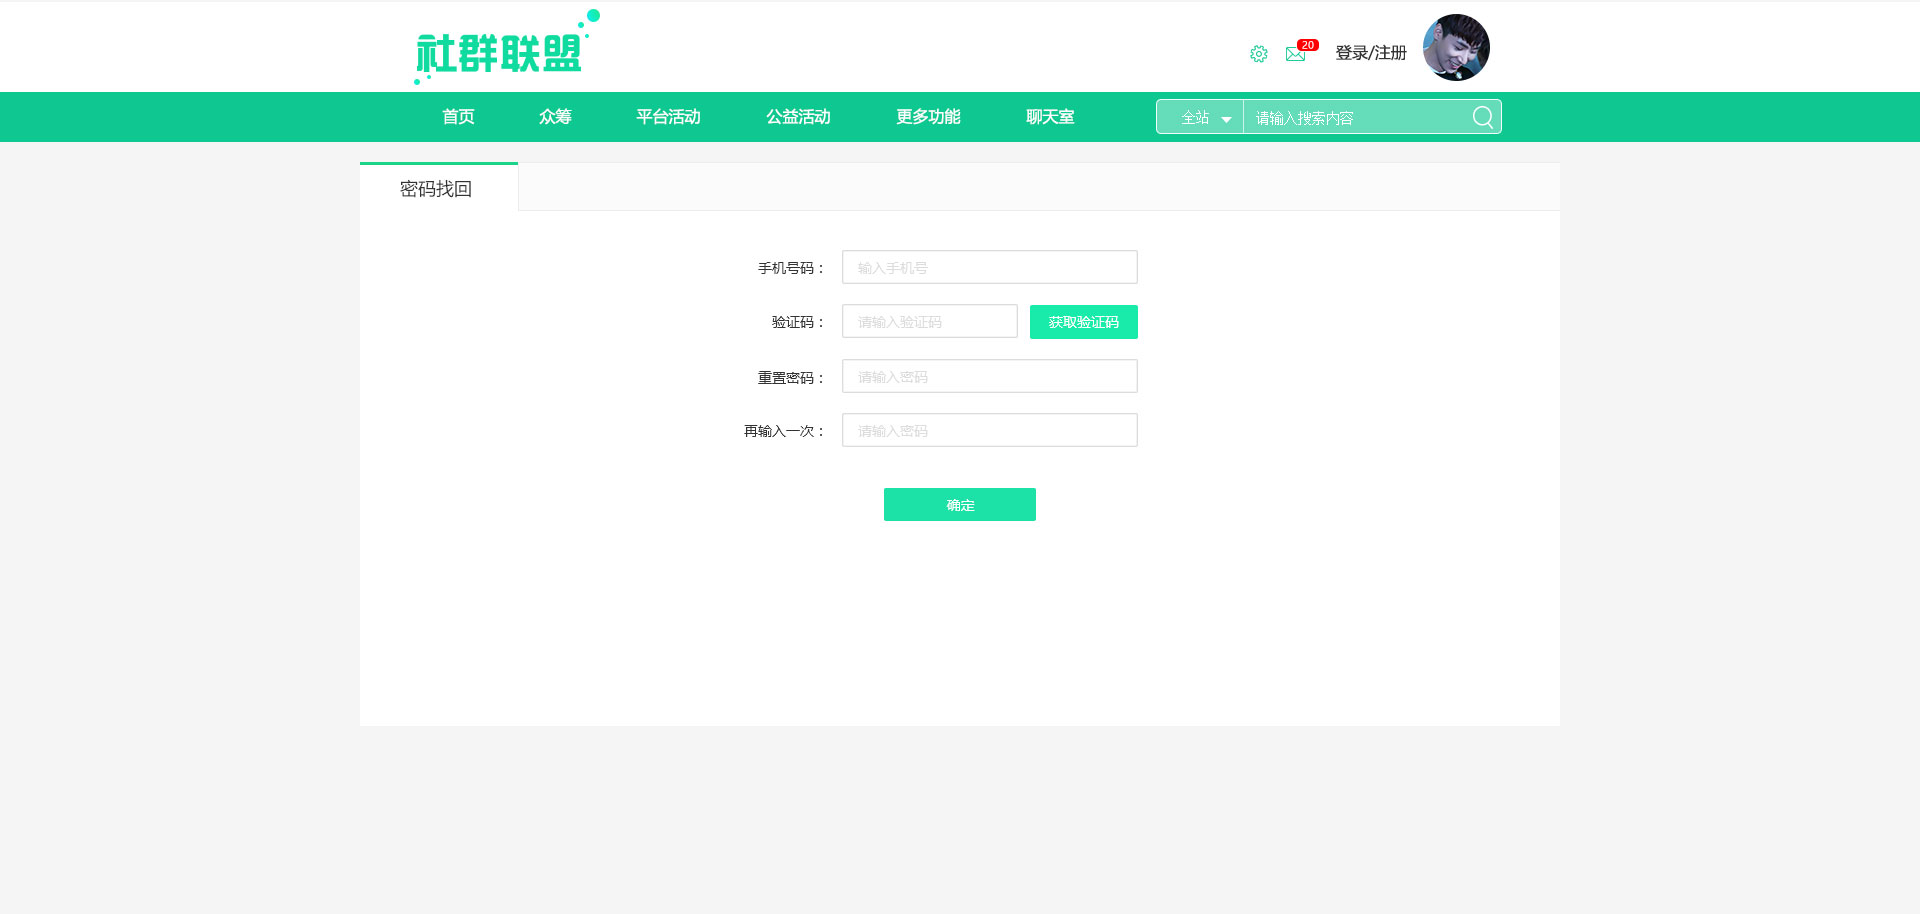 社群联盟
20
登录/注册
首页 众筹 平台活动 公益活动 更多功能 聊天室 全站 请输入搜索内容
密码找回
手机号码： 输入手机号
验证码： 请输入验证码 获取验证码
重置密码： 请输入密码
再输入一次： 请输入密码
确定